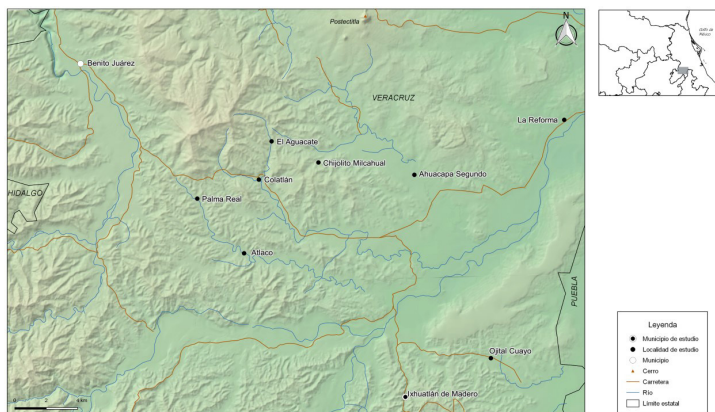 Postectitla
N
Benito Juárez
VERACRUZ
La Reforma
El Aguacate
Chijolito Milcahual
Ahuacapa Segundo
Colatlán
HIDALGO
Palma Real
Atlaco
PUEBLA
Ojital Cuayo
Ixhuatlán de Madero
0 2 4 km
Golfo de
México
Leyenda
Municipio de estudio
Localidad de estudio
Municipio
Cerro
Carretera
Río
Límite estatal